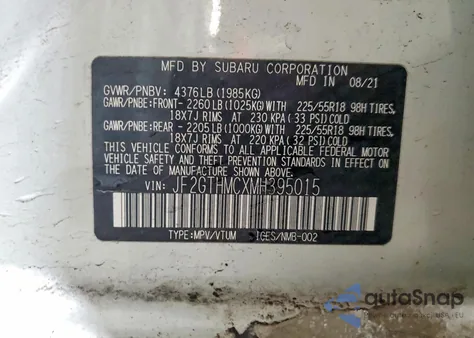 MFD BY SUBARU CORPORATION
MFD IN 08/21
GVWR/PNBV: 4376LB (1985KG)
GAWR/PNBE:FRONT- 2260LB (1025KG)WITH 225/55R18 98H TIRES,
18X7J RIMS AT 230 KPA (33 PSI) COLD
GAWR/PNBE:REAR - 2205LB (1000KG)WITH 225/55R18 98H TIRES,
18X7J RIMS AT 220 KPA (32 PSI) COLD
THIS VEHICLE CONFORMS TO ALL APPLICABLE FEDERAL
MOTOR VEHICLE SAFETY,
STANDARDS IN EFFECT ON THE
DATE OF MANUFACTURE SHOWN ABOVE.
VIN: JF2GTHMCXMH395015
TYPE:MPV/VTUM IGES/NMB-002
autoSnap